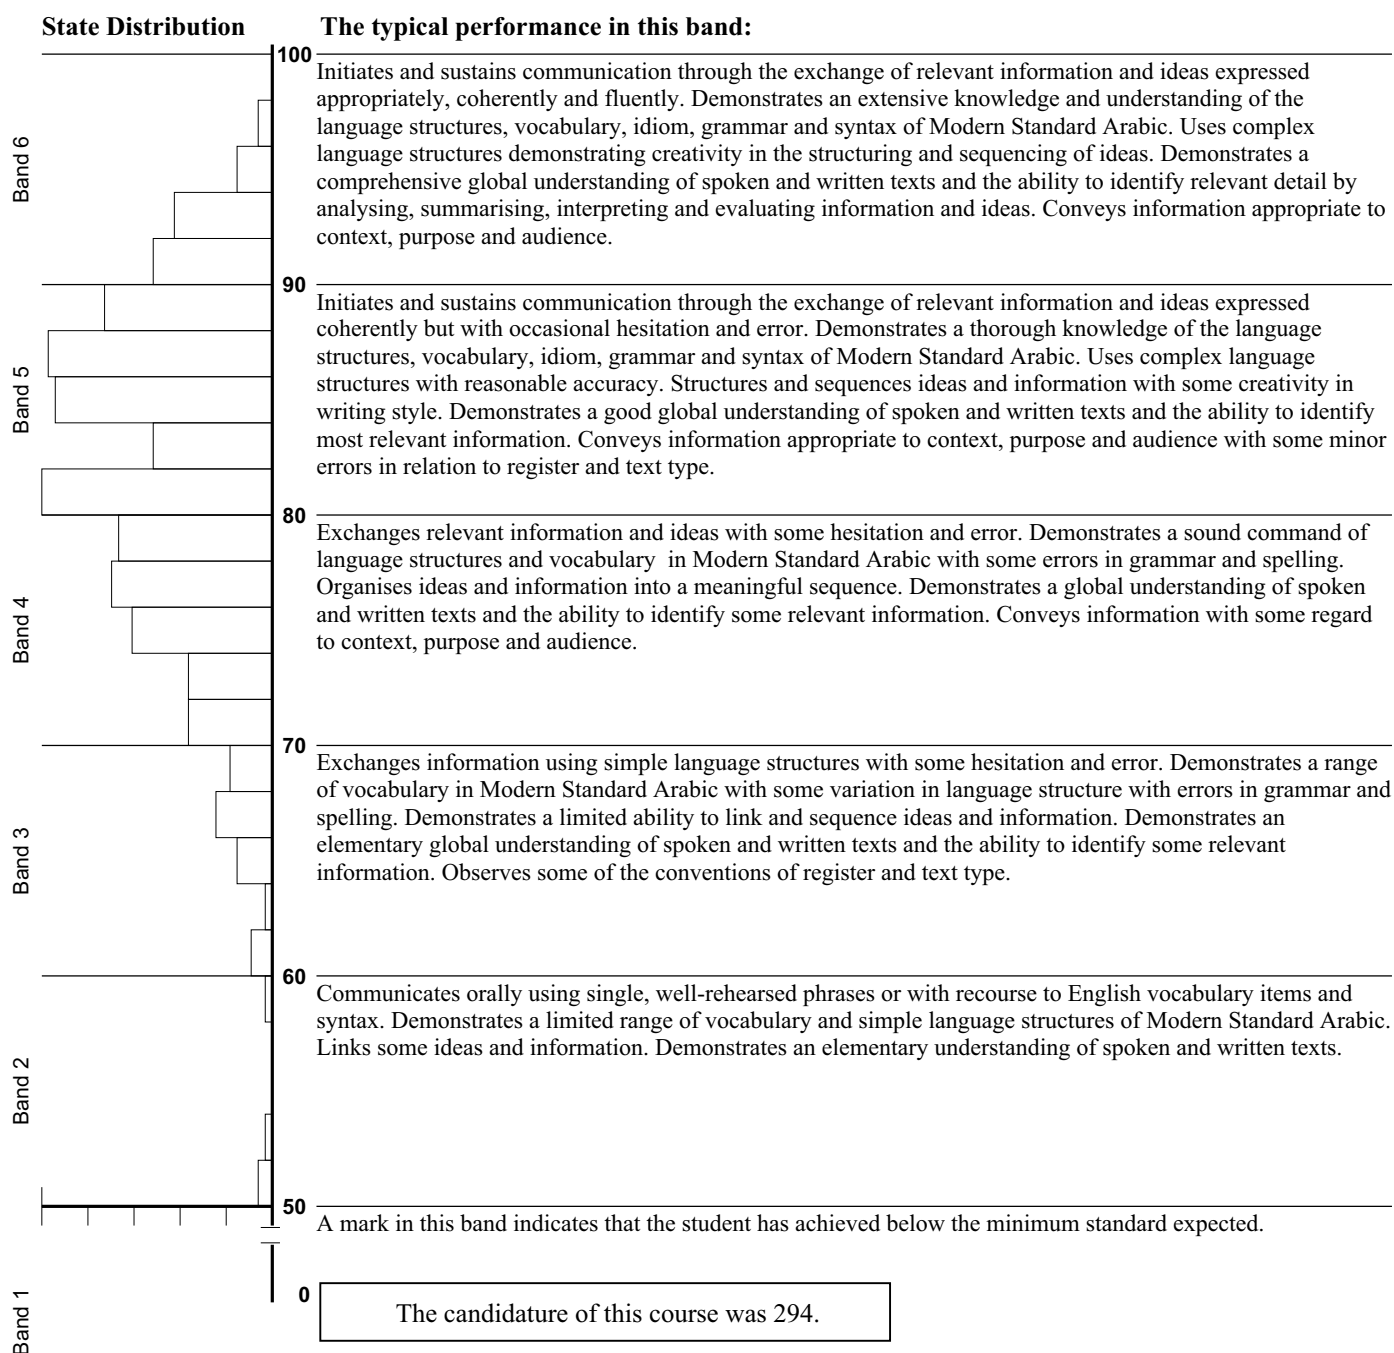 State Distribution
The typical performance in this band:
100
Band 6
Initiates and sustains communication through the exchange of relevant information and ideas expressed
appropriately, coherently and fluently. Demonstrates an extensive knowledge and understanding of the
language structures, vocabulary, idiom, grammar and syntax of Modern Standard Arabic. Uses complex
language structures demonstrating creativity in the structuring and sequencing of ideas. Demonstrates a
comprehensive global understanding of spoken and written texts and the ability to identify relevant detail by
analysing, summarising, interpreting and evaluating information and ideas. Conveys information appropriate to
context, purpose and audience.
90
Band 5
Initiates and sustains communication through the exchange of relevant information and ideas expressed
coherently but with occasional hesitation and error. Demonstrates a thorough knowledge of the language
structures, vocabulary, idiom, grammar and syntax of Modern Standard Arabic. Uses complex language
structures with reasonable accuracy. Structures and sequences ideas and information with some creativity in
writing style. Demonstrates a good global understanding of spoken and written texts and the ability to identify
most relevant information. Conveys information appropriate to context, purpose and audience with some minor
errors in relation to register and text type.
80
Band 4
Exchanges relevant information and ideas with some hesitation and error. Demonstrates a sound command of
language structures and vocabulary in Modern Standard Arabic with some errors in grammar and spelling.
Organises ideas and information into a meaningful sequence. Demonstrates a global understanding of spoken
and written texts and the ability to identify some relevant information. Conveys information with some regard
to context, purpose and audience.
70
Band 3
Exchanges information using simple language structures with some hesitation and error. Demonstrates a range
of vocabulary in Modern Standard Arabic with some variation in language structure with errors in grammar and
spelling. Demonstrates a limited ability to link and sequence ideas and information. Demonstrates an
elementary global understanding of spoken and written texts and the ability to identify some relevant
information. Observes some of the conventions of register and text type.
60
Band 2
Communicates orally using single, well-rehearsed phrases or with recourse to English vocabulary items and
syntax. Demonstrates a limited range of vocabulary and simple language structures of Modern Standard Arabic.
Links some ideas and information. Demonstrates an elementary understanding of spoken and written texts.
50
A mark in this band indicates that the student has achieved below the minimum standard expected.
Band 1
0
The candidature of this course was 294.